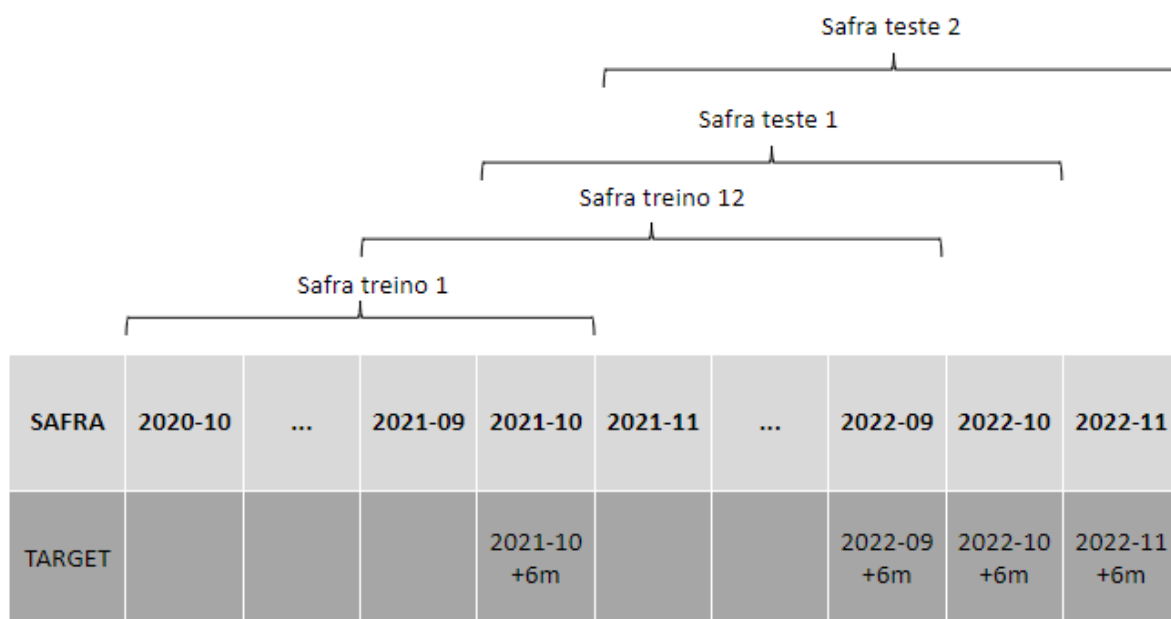 Safra teste 2
Safra teste 1
Safra treino 12
Safra treino 1
SAFRA 2020-10 ... 2021-09 2021-10 2021-11 ... 2022-09 2022-10 2022-11
TARGET 2021-10 +6m 2022-09 +6m 2022-10 +6m 2022-11 +6m